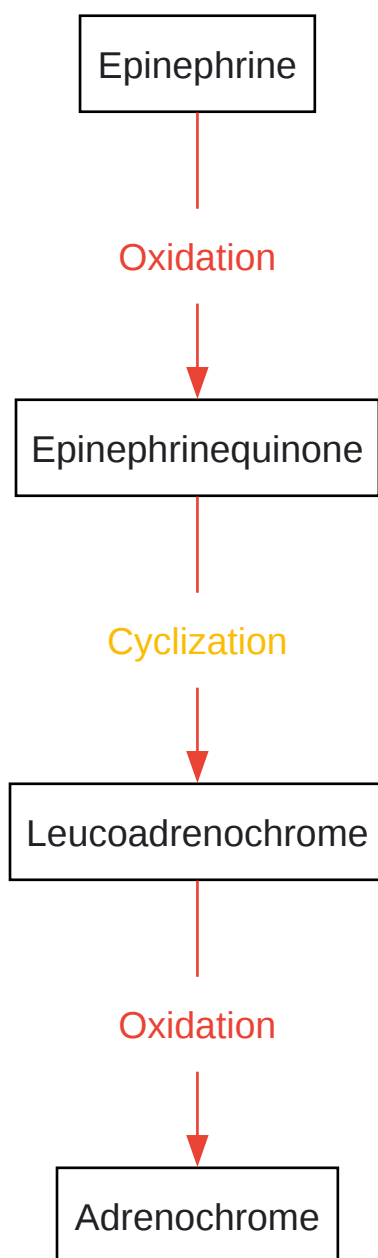 Epinephrine
Oxidation
Epinephrinequinone
Cyclization
Leucoadrenochrome
Oxidation
Adrenochrome